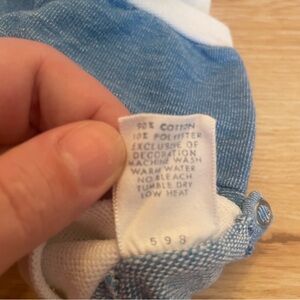 90% COTTON
10% POLYESTER
EXCLUSIVE OF
DECORATION
MACHINE WASH
WARM WATER
NO BLEACH
TUMBLE DRY
LOW HEAT
598